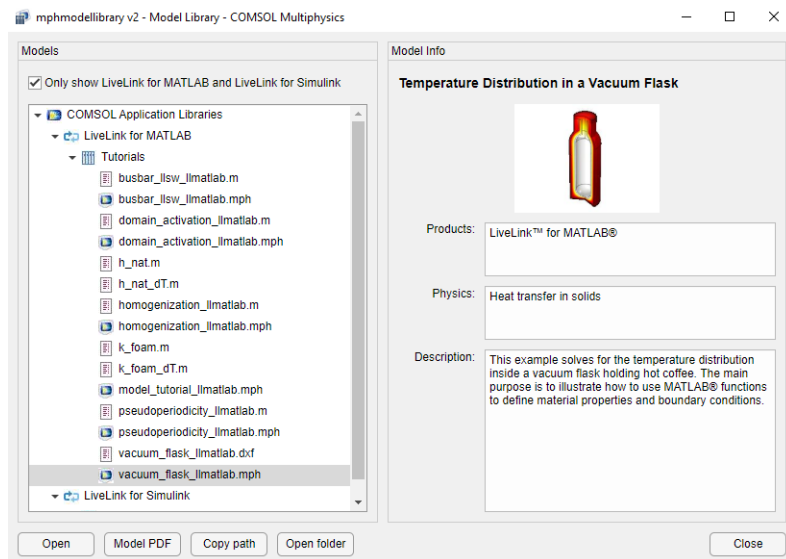 mphmodellibrary v2 - Model Library - COMSOL Multiphysics
Models
Only show LiveLink for MATLAB and LiveLink for Simulink
COMSOL Application Libraries
LiveLink for MATLAB
Tutorials
busbar_llsw_llmatlab.m
busbar_llsw_llmatlab.mph
domain_activation_llmatlab.m
domain_activation_llmatlab.mph
h_nat.m
h_nat_dT.m
homogenization_llmatlab.m
homogenization_llmatlab.mph
k_foam.m
k_foam_dT.m
model_tutorial_llmatlab.mph
pseudoperiodicity_llmatlab.m
pseudoperiodicity_llmatlab.mph
vacuum_flask_llmatlab.dxf
vacuum_flask_llmatlab.mph
LiveLink for Simulink
Model Info
Temperature Distribution in a Vacuum Flask
Products:
LiveLink™ for MATLAB®
Physics:
Heat transfer in solids
Description:
This example solves for the temperature distribution
inside a vacuum flask holding hot coffee. The main
purpose is to illustrate how to use MATLAB® functions
to define material properties and boundary conditions.
Open
Model PDF
Copy path
Open folder
Close